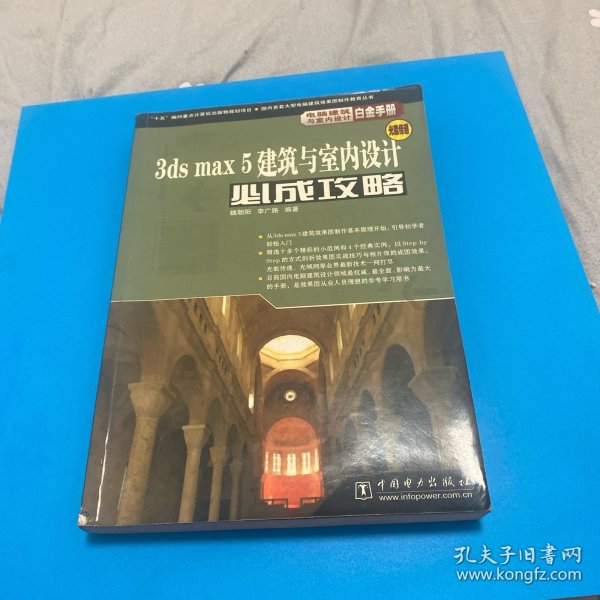 “十五”期间重点计算机出版物规划项目 ● 国内首套大型电脑建筑效果图制作教育丛书
电脑建筑
与室内设计
白金手册
光能传递
3ds max 5 建筑与室内设计
必成攻略
魏朝阳 李广路 编著
从3ds max 5建筑效果图制作基本原理开始，引导初学者
轻松入门
精选十多个精彩的小范例和4个经典实例，以Step by
Step的方式剖析效果图实战技巧与照片级的成图效果，
光能传递、光域网等业界最新技术一网打尽
目前国内电脑建筑设计领域最权威、最全面、影响力最大
的手册，是效果图从业人员理想的参考学习用书
中国电力出版社
www.infopower.com.cn
孔夫子旧书网
www.kongfz.com